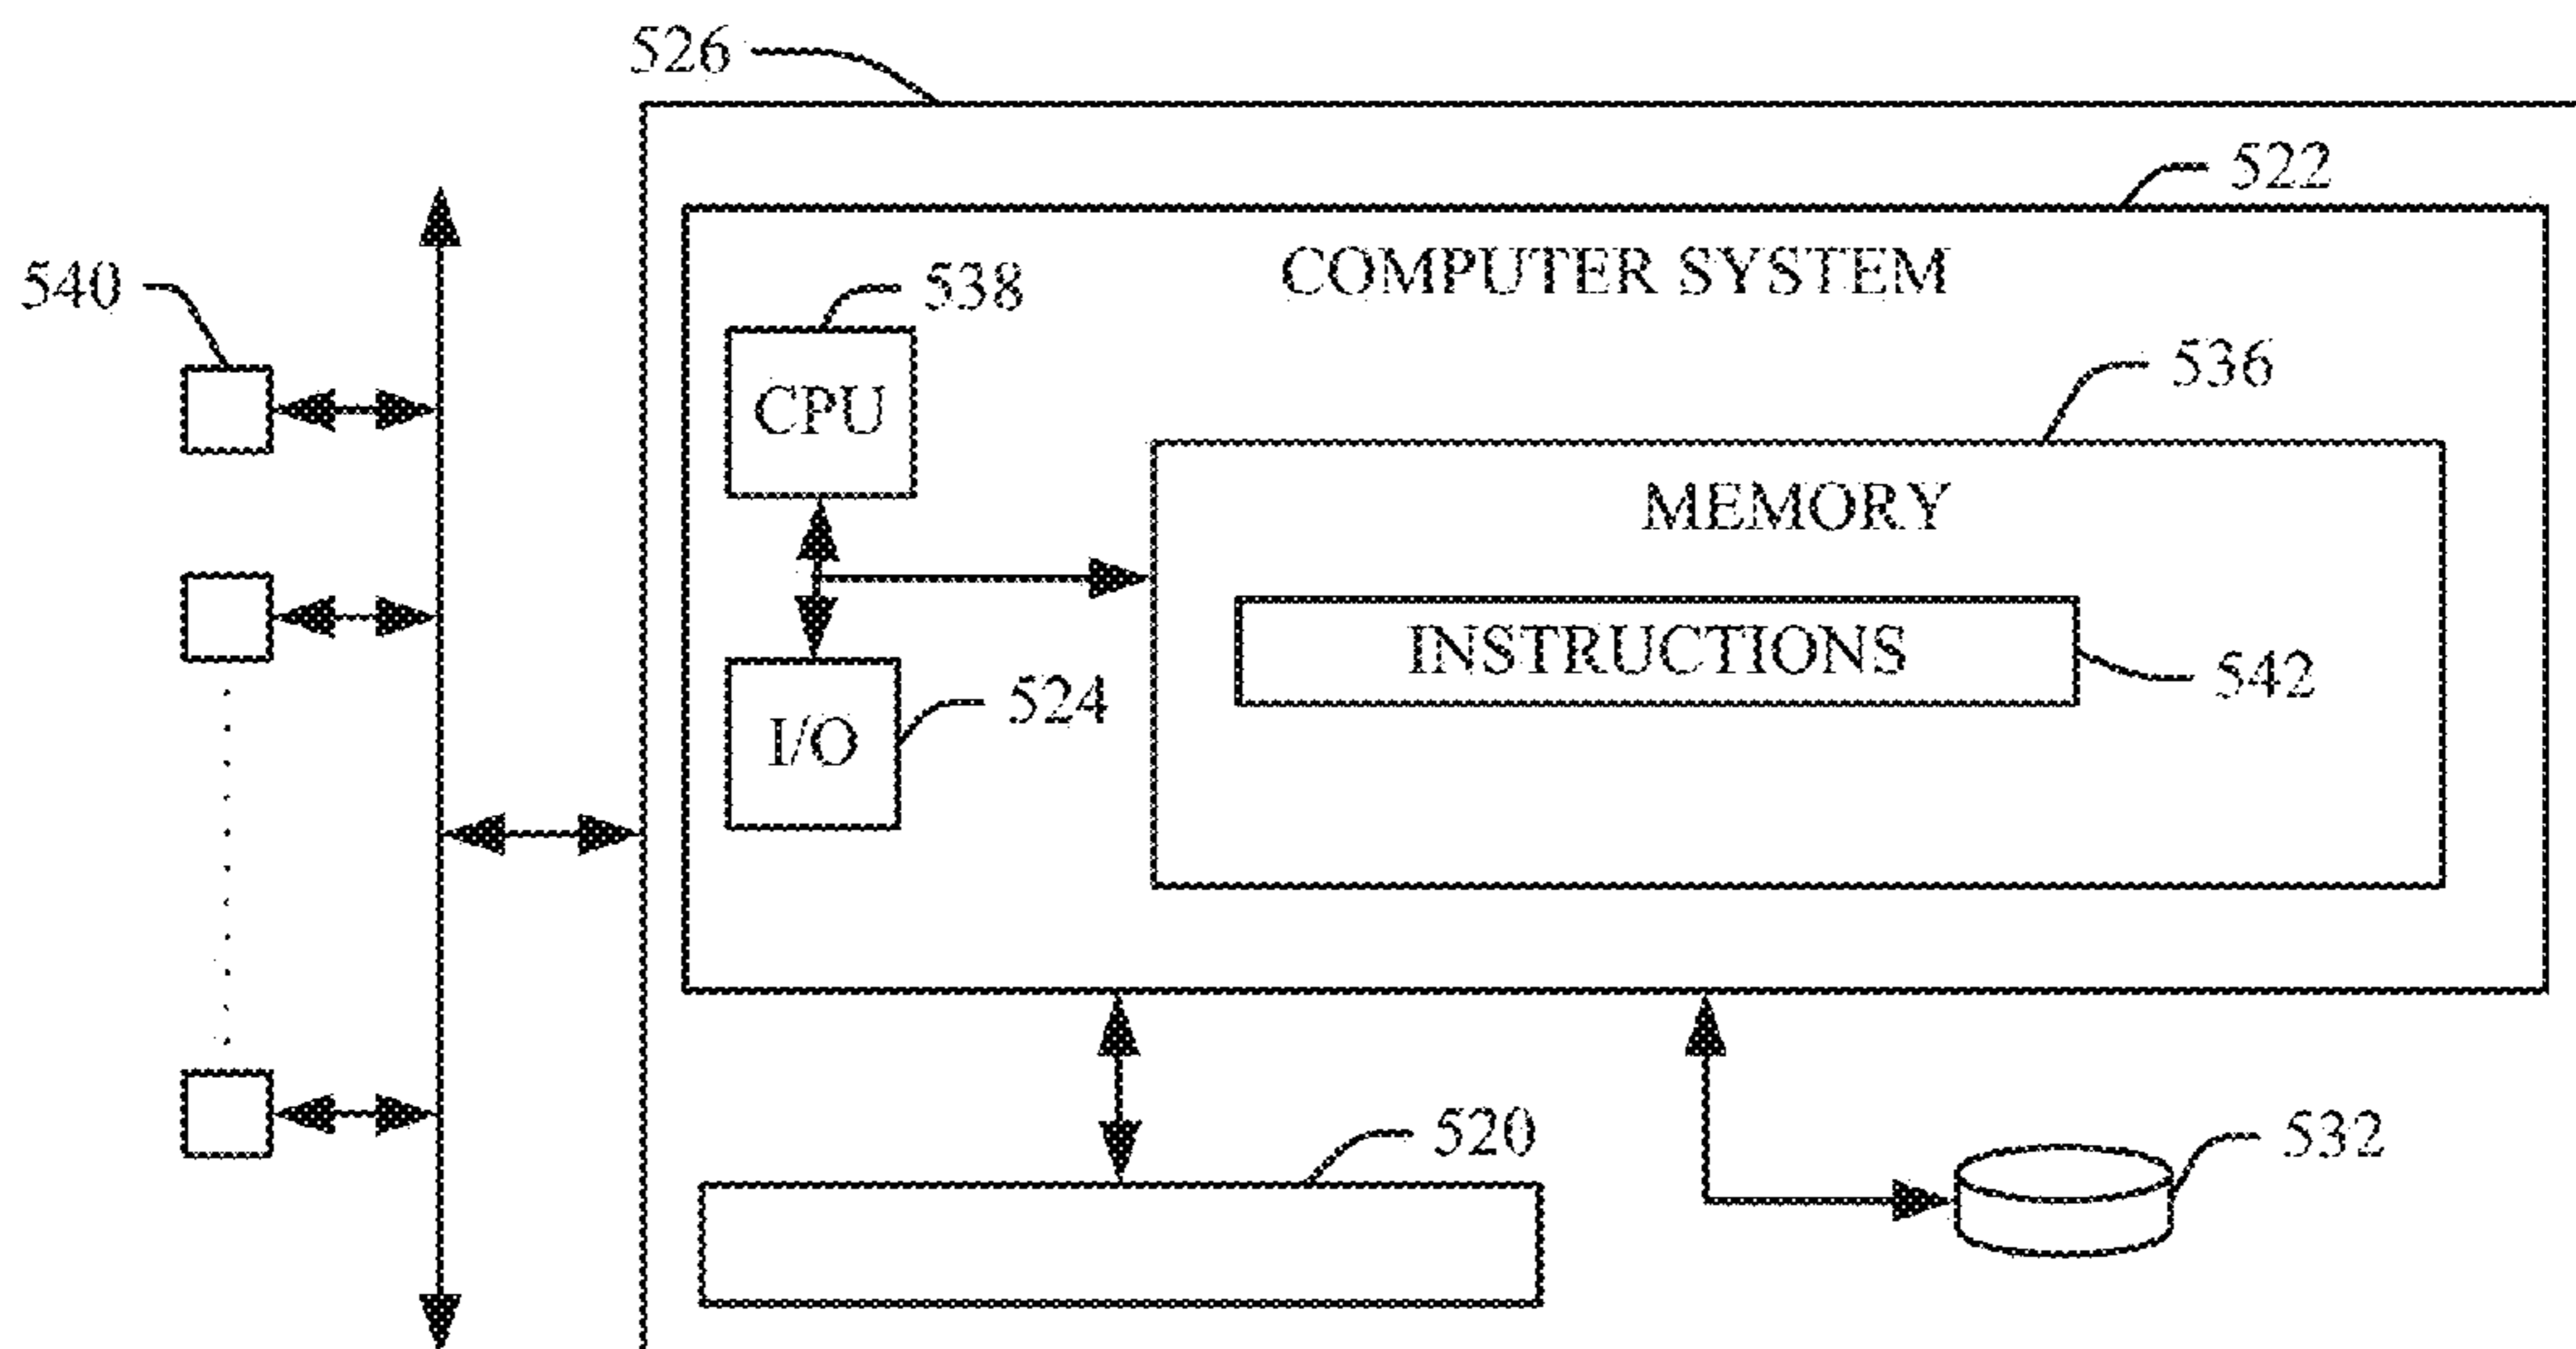 526
522
COMPUTER SYSTEM
540
538
CPU
536
MEMORY
INSTRUCTIONS
542
524
I/O
520
532